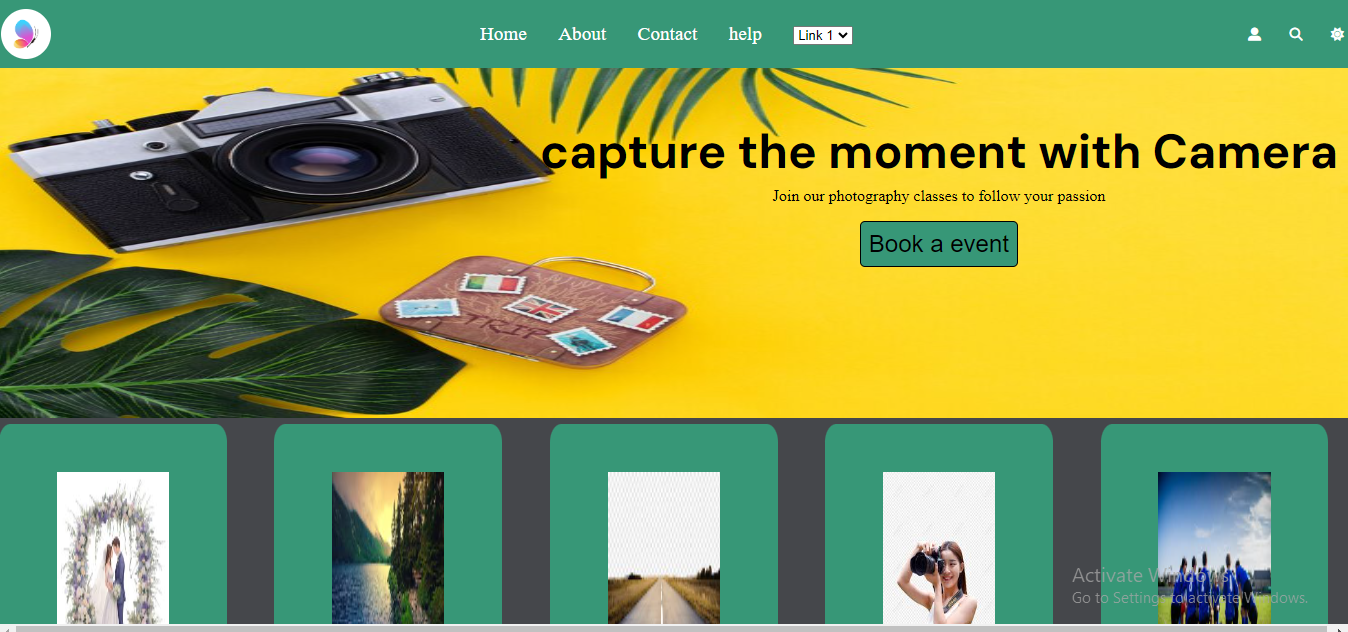 Home About Contact help Link 1
capture the moment with Camera
Join our photography classes to follow your passion
Book a event
TRIP
Activate Windows
Go to Settings to activate Windows.